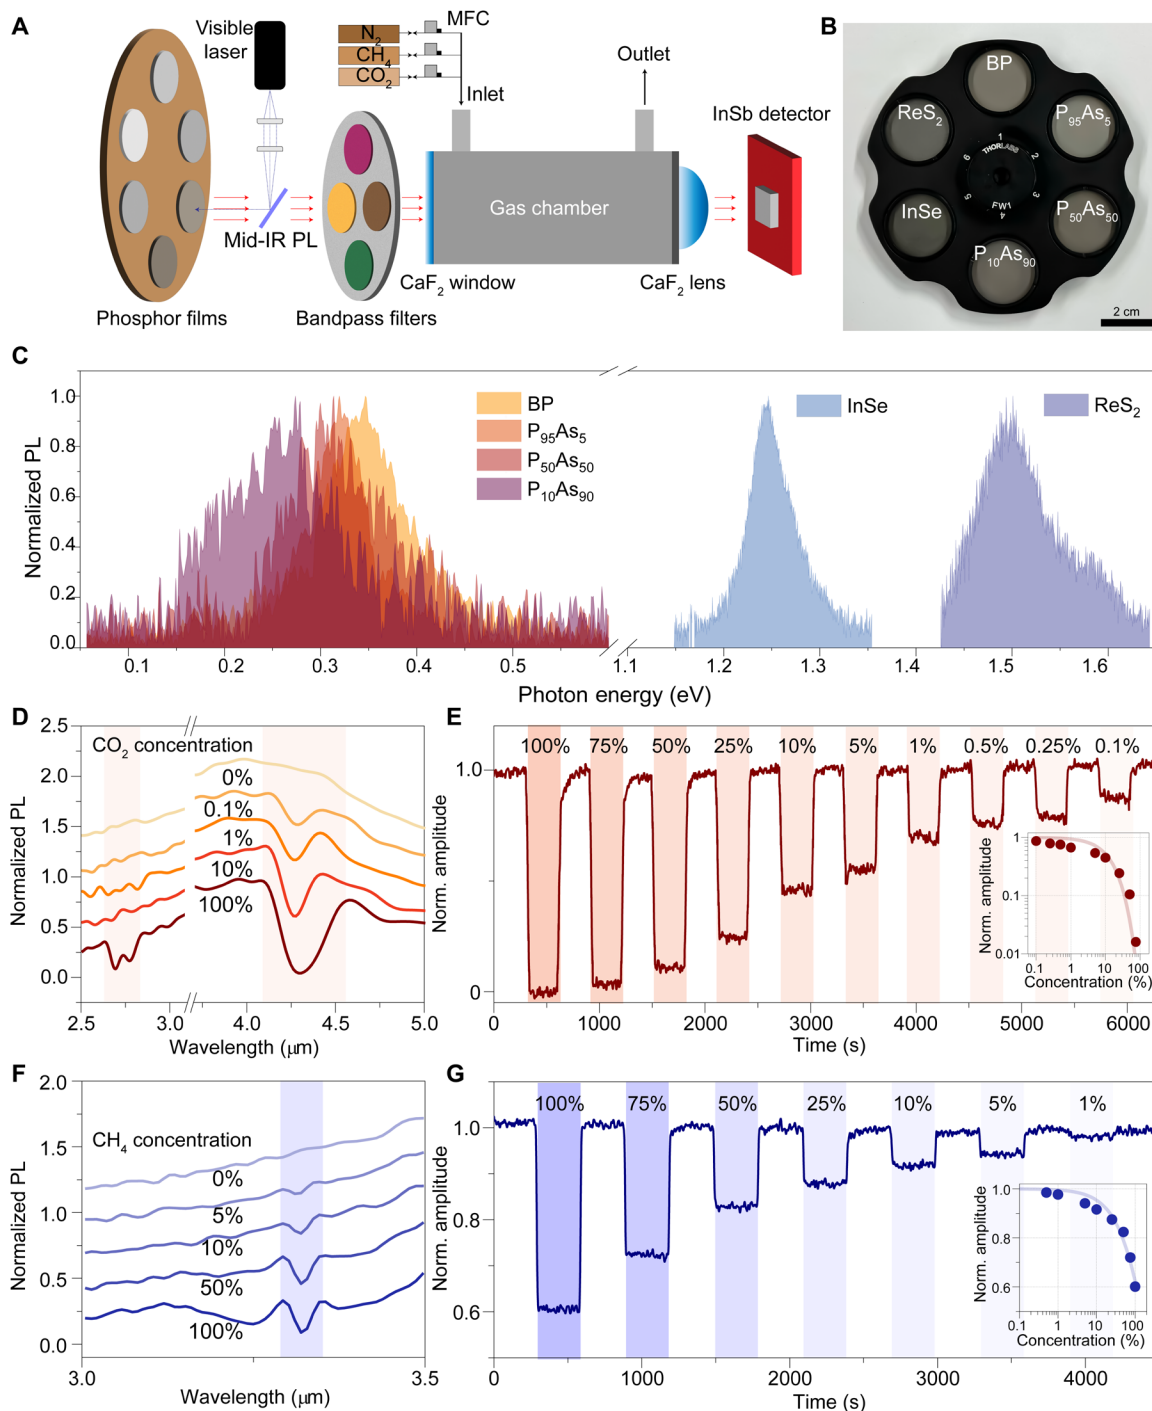 A
Visible
laser
N₂
CH₄
CO₂
MFC
Inlet
Outlet
InSb detector
Gas chamber
Mid-IR PL
CaF₂ window
CaF₂ lens
Phosphor films
Bandpass filters
B
BP
ReS₂
P₉₅As₅
InSe
P₅₀As₅₀
P₁₀As₉₀
1
2
3
4
5
6
THORLABS
FW1
2 cm
C
Normalized PL
1.0
0.8
0.6
0.4
0.2
0.0
BP
P₉₅As₅
P₅₀As₅₀
P₁₀As₉₀
InSe
ReS₂
0.1 0.2 0.3 0.4 0.5 1.1 1.2 1.3 1.4 1.5 1.6
Photon energy (eV)
D
Normalized PL
2.5
2.0
1.5
1.0
0.5
0.0
CO₂ concentration
0%
0.1%
1%
10%
100%
2.5 3.0 4.0 4.5 5.0
Wavelength (μm)
E
Norm. amplitude
1.0
0
100% 75% 50% 25% 10% 5% 1% 0.5% 0.25% 0.1%
0 1000 2000 3000 4000 5000 6000
Time (s)
Norm. amplitude
1
0.1
0.01
0.1 1 10 100
Concentration (%)
F
Normalized PL
2.0
1.5
1.0
0.5
0.0
CH₄ concentration
0%
5%
10%
50%
100%
3.0 3.5
Wavelength (μm)
G
Norm. amplitude
1.0
0.8
0.6
100% 75% 50% 25% 10% 5% 1%
0 1000 2000 3000 4000
Time (s)
Norm. amplitude
1.0
0.8
0.6
0.1 1 10 100
Concentration (%)